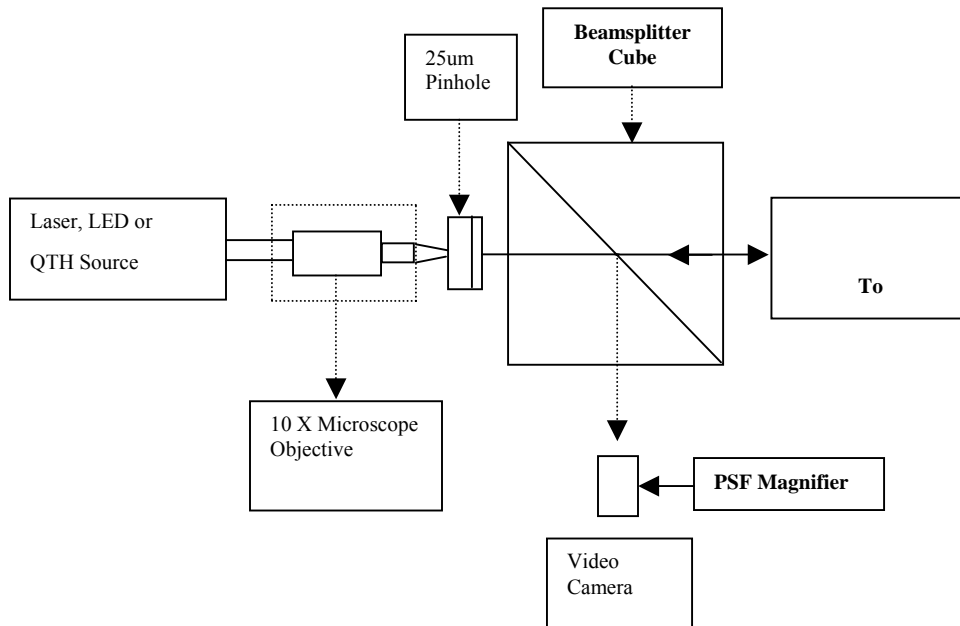 Beamsplitter
Cube
25um
Pinhole
Laser, LED or
QTH Source
To
10 X Microscope
Objective
PSF Magnifier
Video
Camera